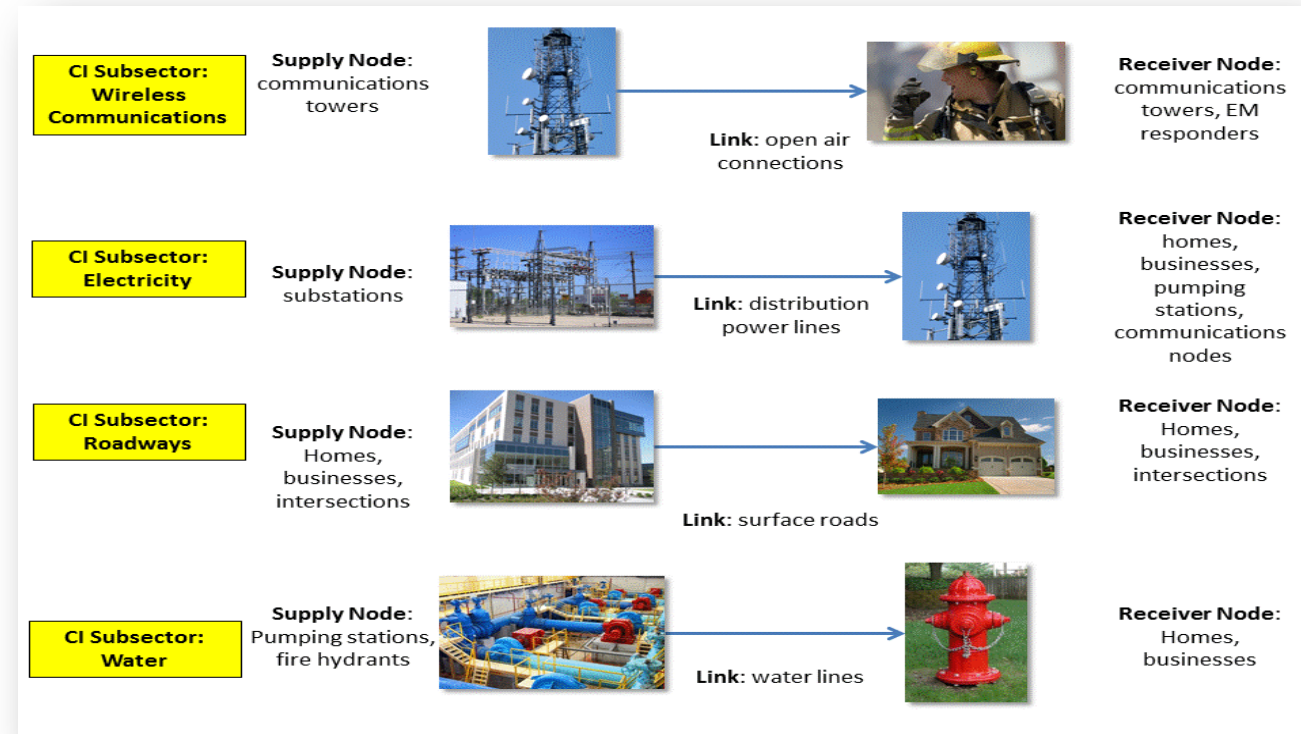 CI Subsector:
Wireless
Communications
Supply Node:
communications
towers
Link: open air
connections
Receiver Node:
communications
towers, EM
responders
CI Subsector:
Electricity
Supply Node:
substations
Link: distribution
power lines
Receiver Node:
homes,
businesses,
pumping
stations,
communications
nodes
CI Subsector:
Roadways
Supply Node:
Homes,
businesses,
intersections
Link: surface roads
Receiver Node:
Homes,
businesses,
intersections
CI Subsector:
Water
Supply Node:
Pumping stations,
fire hydrants
Link: water lines
Receiver Node:
Homes,
businesses